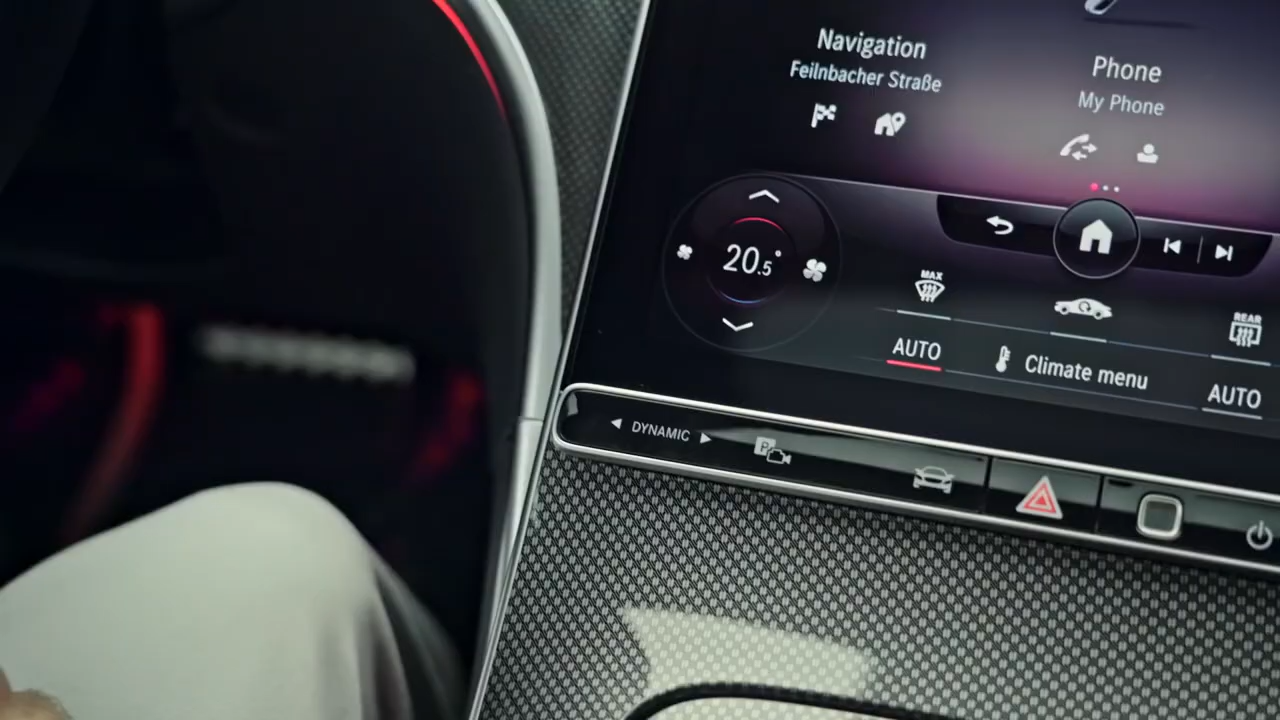 Navigation
Feilnbacher Straße
Phone
My Phone
20.5°
MAX
REAR
AUTO
Climate menu
AUTO
DYNAMIC
P